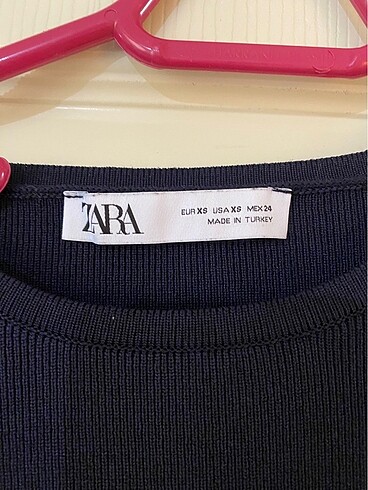 ZARA
EUR XS USA XS MEX 24
MADE IN TURKEY